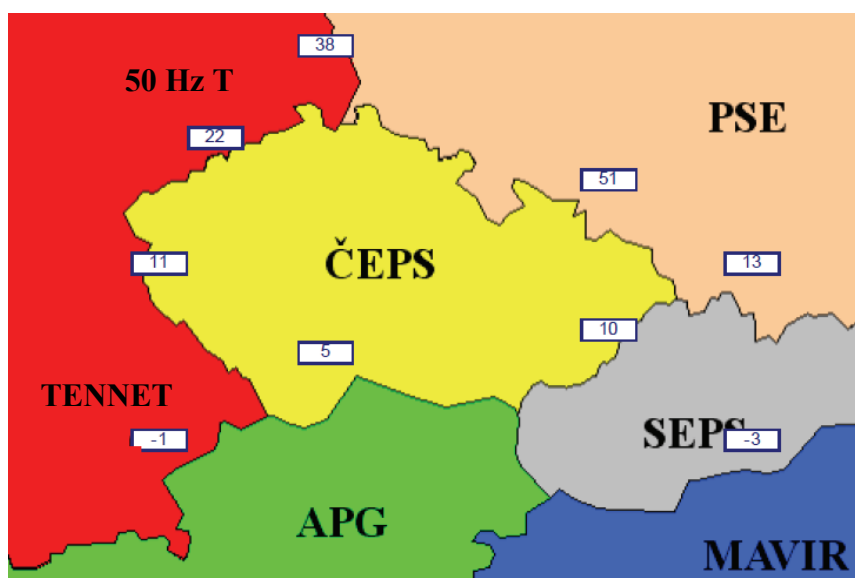 38
50 Hz T
PSE
22
51
ČEPS
11
13
10
5
TENNET
-1
SEPS
-3
APG
MAVIR